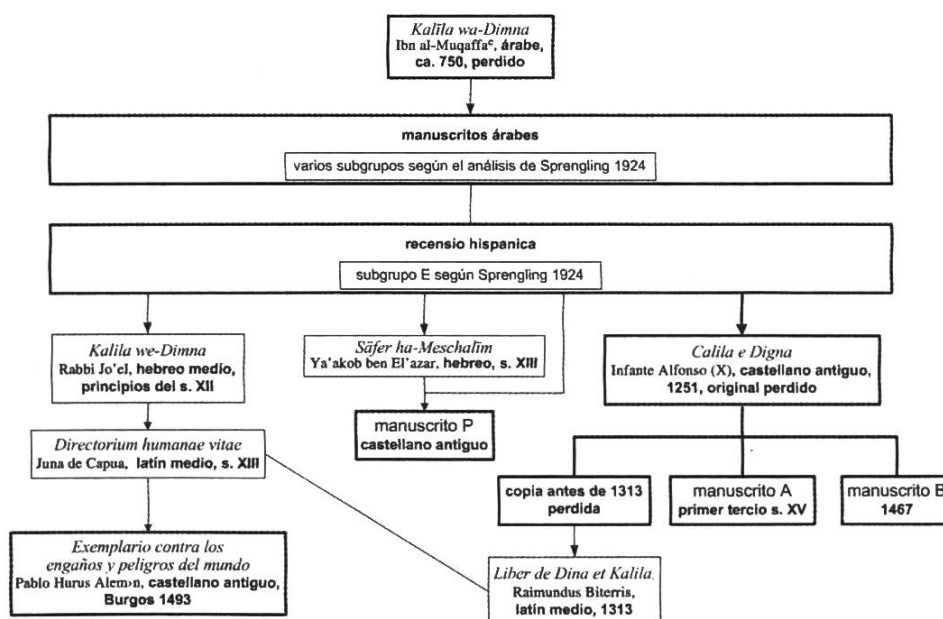 Kalīla wa-Dimna
Ibn al-Muqaffaᶜ, árabe,
ca. 750, perdido
manuscritos árabes
varios subgrupos según el análisis de Sprengling 1924
recensio hispanica
subgrupo E según Sprengling 1924
Kalila we-Dimna
Rabbi Jo'el, hebreo medio,
principios del s. XII
Säfer ha-Meschalīm
Ya'akob ben El'azar, hebreo, s. XIII
Calila e Digna
Infante Alfonso (X), castellano antiguo,
1251, original perdido
manuscrito P
castellano antiguo
Directorium humanae vitae
Juna de Capua, latín medio, s. XIII
copia antes de 1313
perdida
manuscrito A
primer tercio s. XV
manuscrito B
1467
Exemplario contra los
engaños y peligros del mundo
Pablo Hurus Alem›n, castellano antiguo,
Burgos 1493
Liber de Dina et Kalila,
Raimundus Biterris,
latín medio, 1313